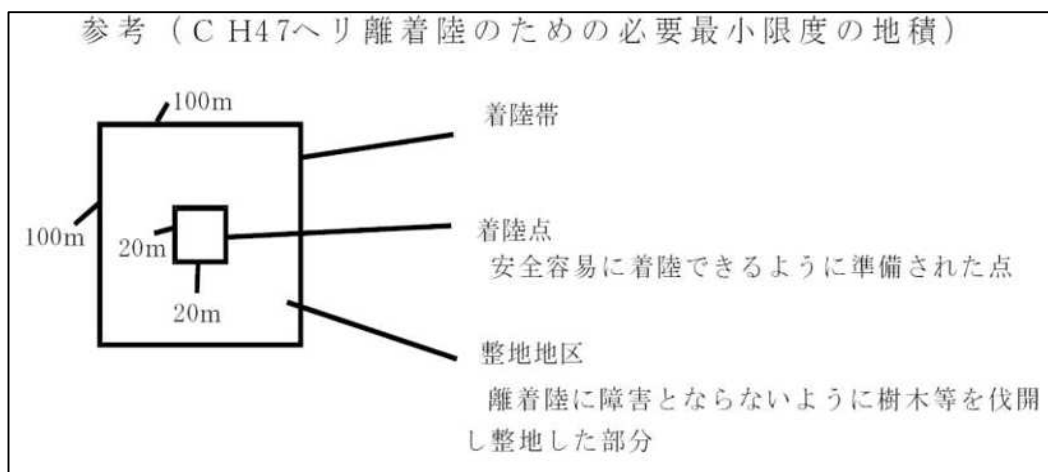 参考（CH47ヘリ離着陸のための必要最小限度の地積）
100m
着陸帯
100m
20m
20m
着陸点
安全容易に着陸できるように準備された点
整地地区
離着陸に障害とならないように樹木等を伐開
し整地した部分